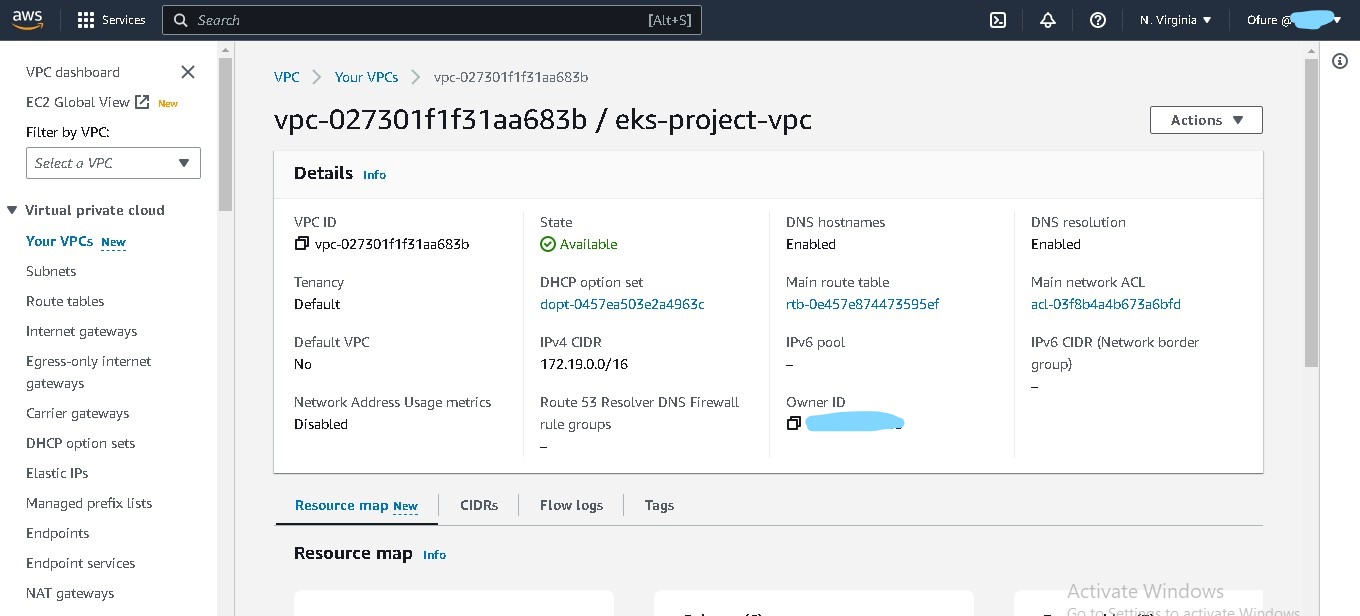 aws
Services
Search
[Alt+S]
N. Virginia
Ofure @
VPC dashboard
EC2 Global View New
Filter by VPC:
Select a VPC
Virtual private cloud
Your VPCs New
Subnets
Route tables
Internet gateways
Egress-only internet
gateways
Carrier gateways
DHCP option sets
Elastic IPs
Managed prefix lists
Endpoints
Endpoint services
NAT gateways
VPC > Your VPCs > vpc-027301f1f31aa683b
vpc-027301f1f31aa683b / eks-project-vpc
Actions
Details Info
VPC ID
vpc-027301f1f31aa683b
State
Available
DNS hostnames
Enabled
DNS resolution
Enabled
Tenancy
Default
DHCP option set
dopt-0457ea503e2a4963c
Main route table
rtb-0e457e874473595ef
Main network ACL
acl-03f8b4a4b673a6bfd
Default VPC
No
IPv4 CIDR
172.19.0.0/16
IPv6 pool
–
IPv6 CIDR (Network border
group)
–
Network Address Usage metrics
Disabled
Route 53 Resolver DNS Firewall
rule groups
–
Owner ID
Resource map New
CIDRs
Flow logs
Tags
Resource map Info
Activate Windows
Go to Settings to activate Windows.